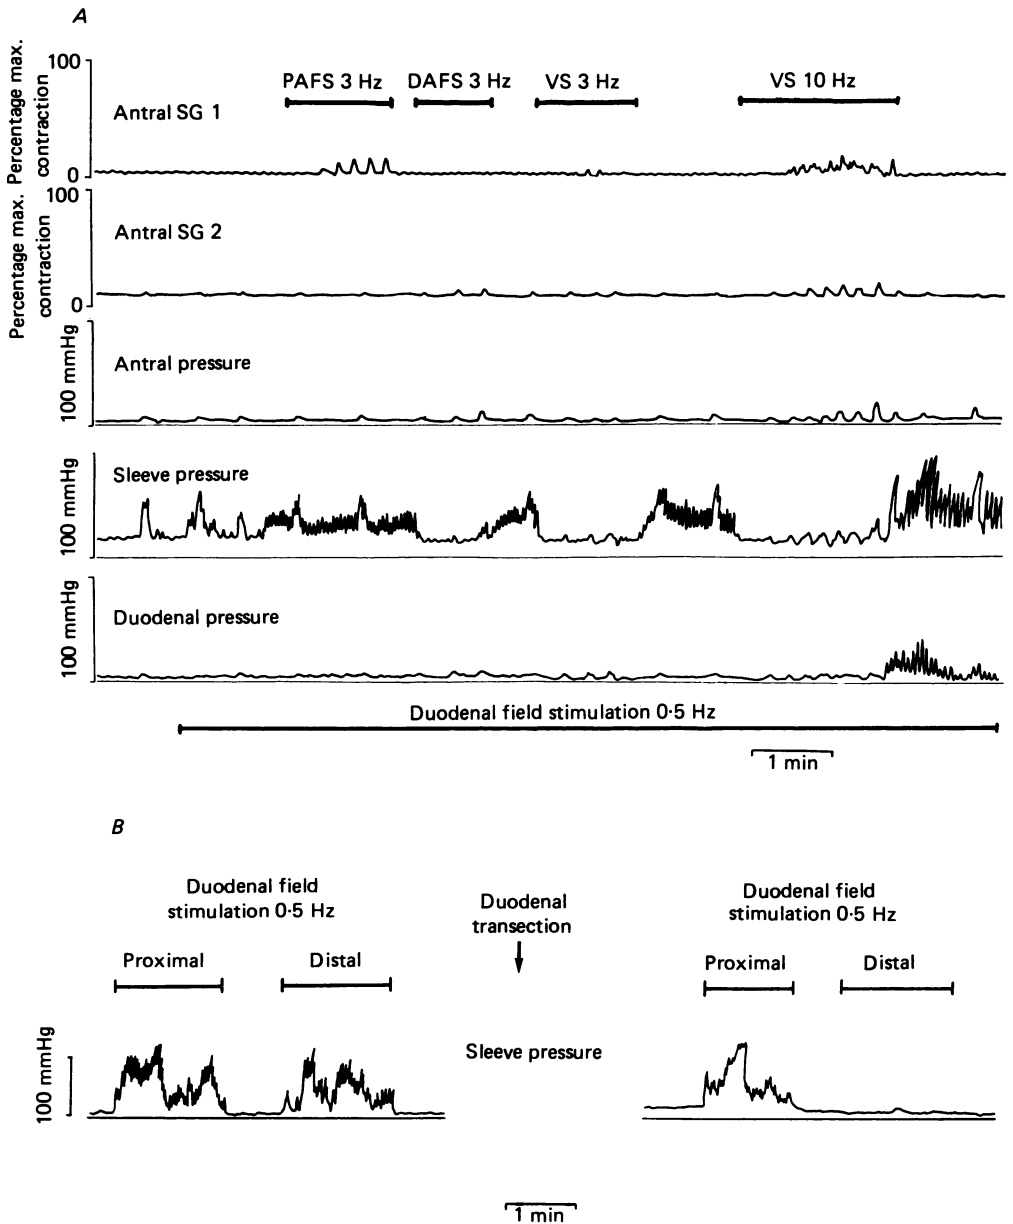 A
Percentage max.
contraction
100
0
PAFS 3 Hz
DAFS 3 Hz
VS 3 Hz
VS 10 Hz
Antral SG 1
Percentage max.
contraction
100
0
Antral SG 2
100 mmHg
Antral pressure
100 mmHg
Sleeve pressure
100 mmHg
Duodenal pressure
Duodenal field stimulation 0·5 Hz
1 min
B
Duodenal field
stimulation 0·5 Hz
Proximal
Distal
Duodenal
transection
Duodenal field
stimulation 0·5 Hz
Proximal
Distal
100 mmHg
Sleeve pressure
1 min